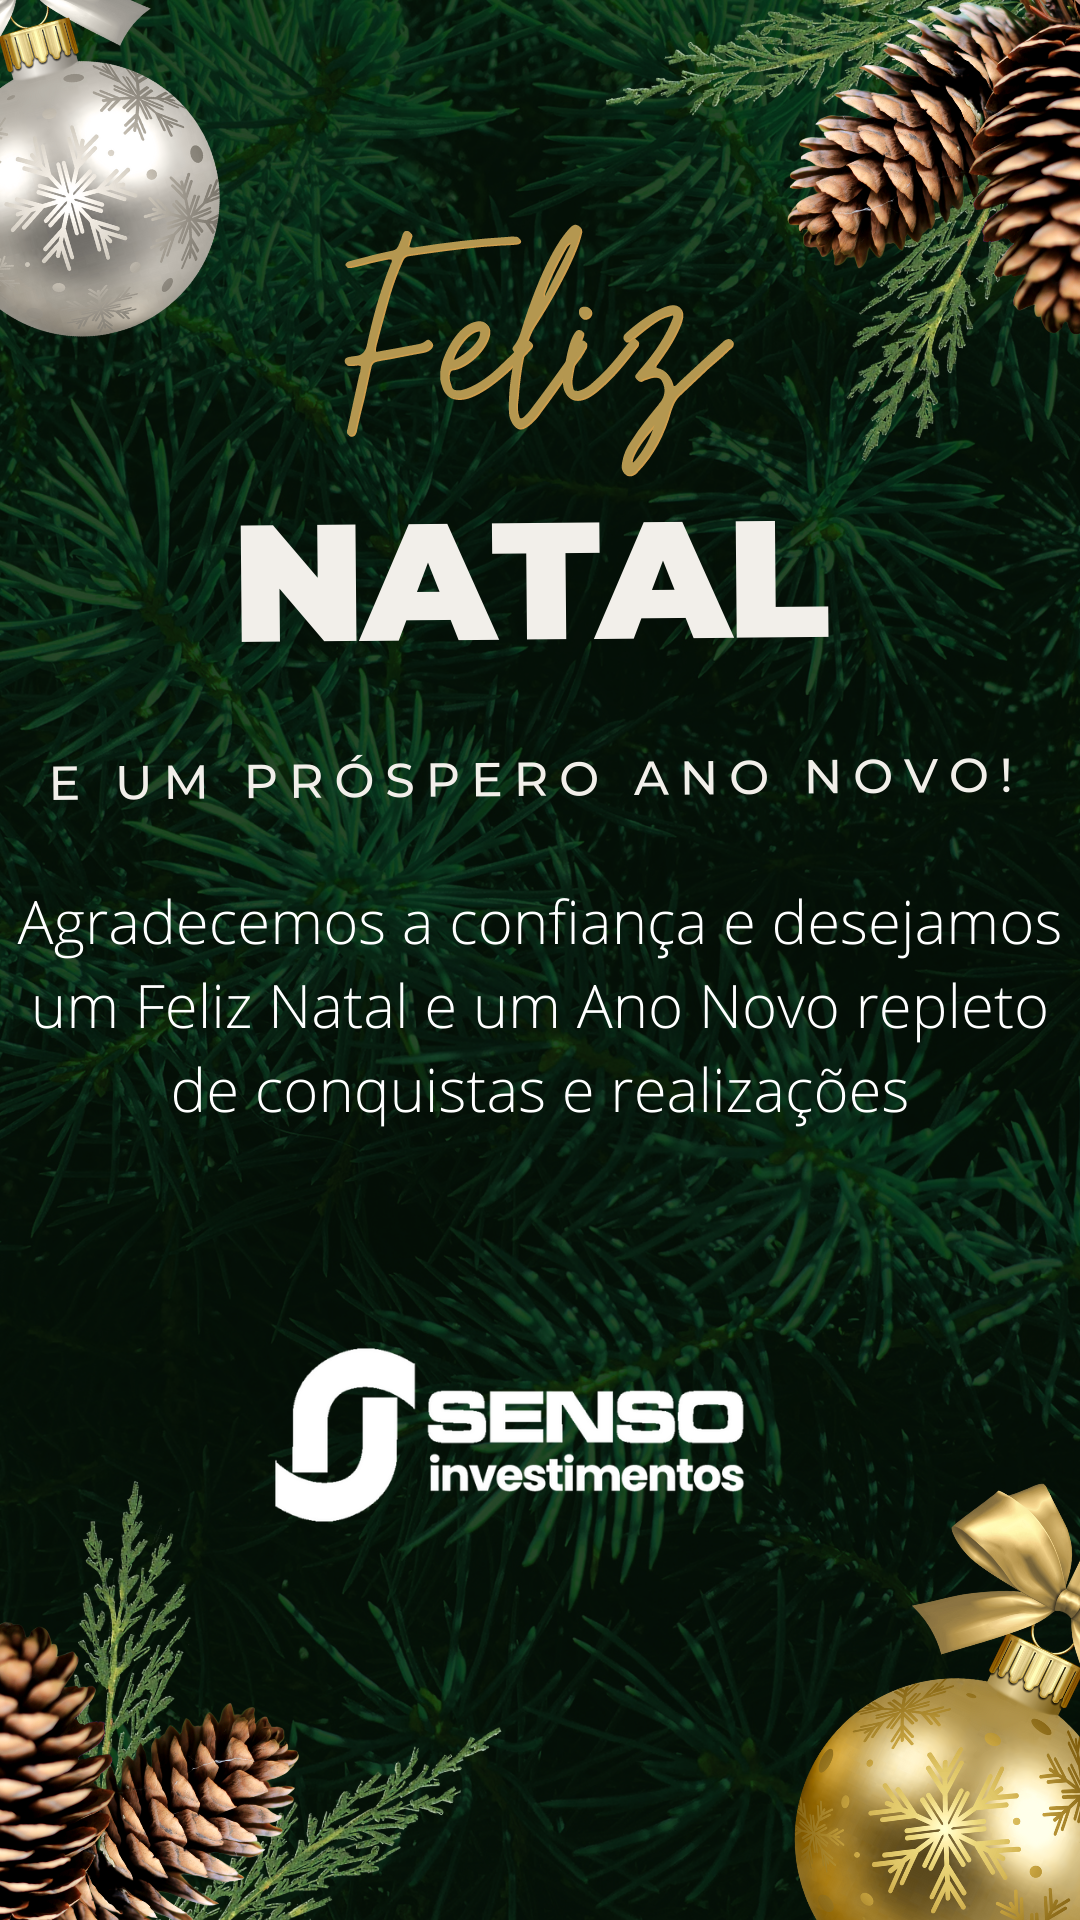 Feliz
NATAL
E UM PRÓSPERO ANO NOVO!
Agradecemos a confiança e desejamos
um Feliz Natal e um Ano Novo repleto
de conquistas e realizações
SENSO
investimentos